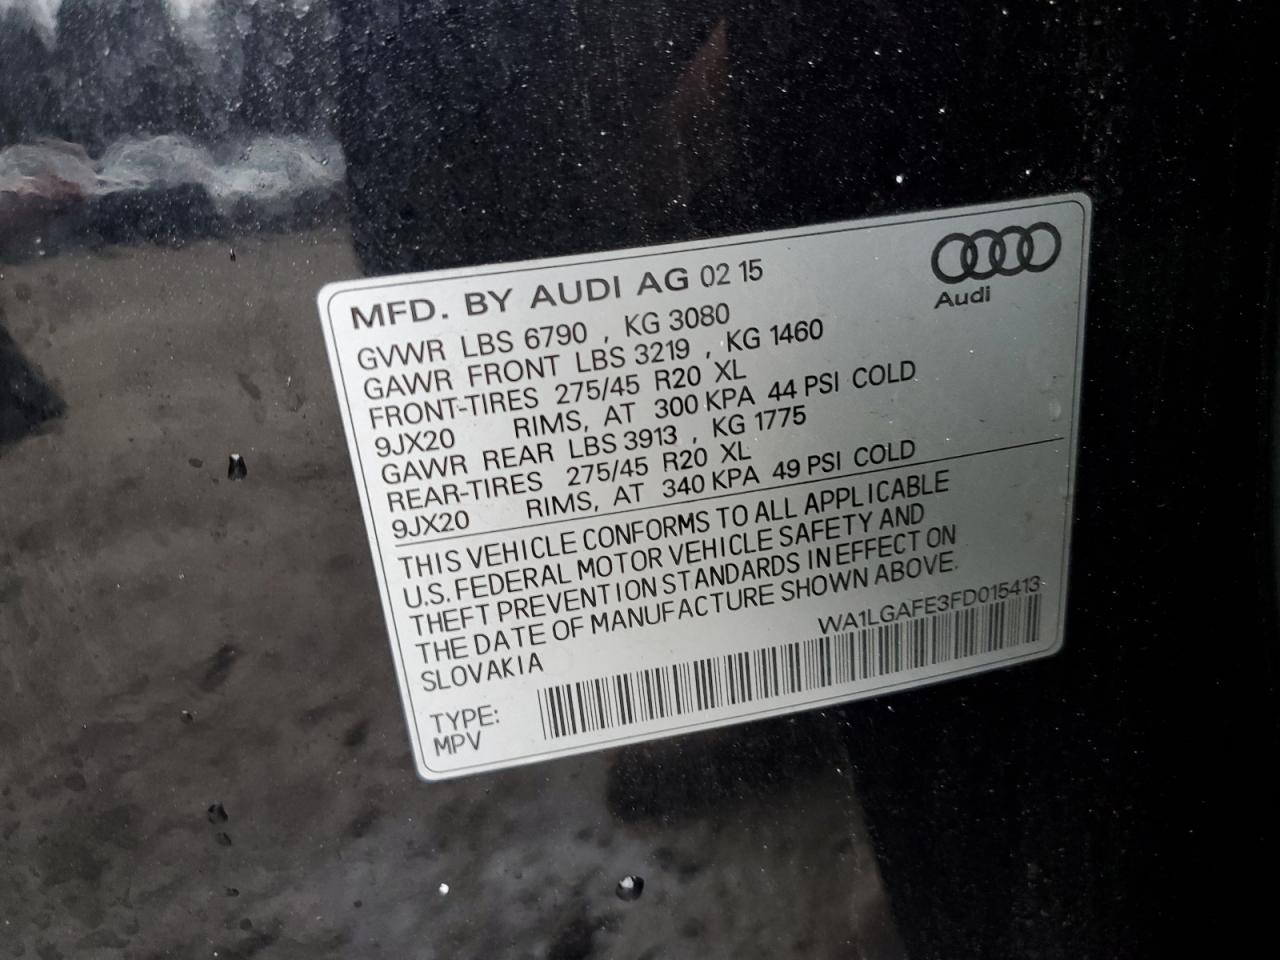 MFD. BY AUDI AG 02 15
Audi
GVWR LBS 6790 , KG 3080
GAWR FRONT LBS 3219 , KG 1460
FRONT-TIRES 275/45 R20 XL
9JX20 RIMS, AT 300 KPA 44 PSI COLD
GAWR REAR LBS 3913 , KG 1775
REAR-TIRES 275/45 R20 XL
9JX20 RIMS, AT 340 KPA 49 PSI COLD
THIS VEHICLE CONFORMS TO ALL APPLICABLE
U.S. FEDERAL MOTOR VEHICLE SAFETY AND
THEFT PREVENTION STANDARDS IN EFFECT ON
THE DATE OF MANUFACTURE SHOWN ABOVE.
SLOVAKIA
WA1LGAFE3FD015413
TYPE:
MPV